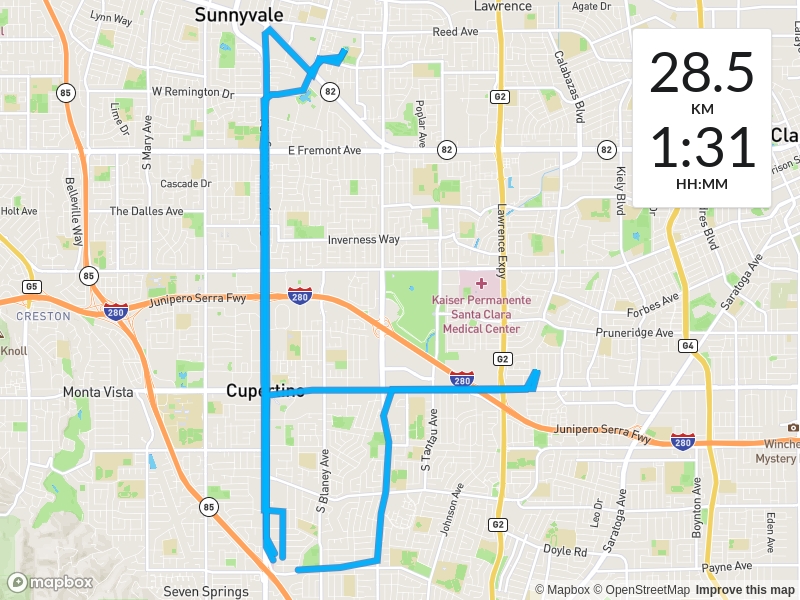 Sunnyvale
Lawrence
Agate Dr
Lynn Way
Reed Ave
28.5
KM
1:31
HH:MM
85
W Remington Dr
82
G2
Calabazas Blvd
Lime Dr
S Mary Ave
Poplar Ave
E Fremont Ave
82
82
Belleville Way
Cascade Dr
Kiely Blvd
Holt Ave
The Dalles Ave
Lawrence Expy
Inverness Way
Saratoga Ave
85
G5
280
Junipero Serra Fwy
280
CRESTON
Kaiser Permanente
Santa Clara
Medical Center
Forbes Ave
Pruneridge Ave
Knoll
G2
G4
280
Monta Vista
Cupertino
S Tantau Ave
Junipero Serra Fwy
280
Winche
Mystery
S Blaney Ave
85
Johnson Ave
G2
Leo Dr
Saratoga Ave
Boynton Ave
Eden Ave
Doyle Rd
Payne Ave
mapbox
Seven Springs
© Mapbox © OpenStreetMap Improve this map